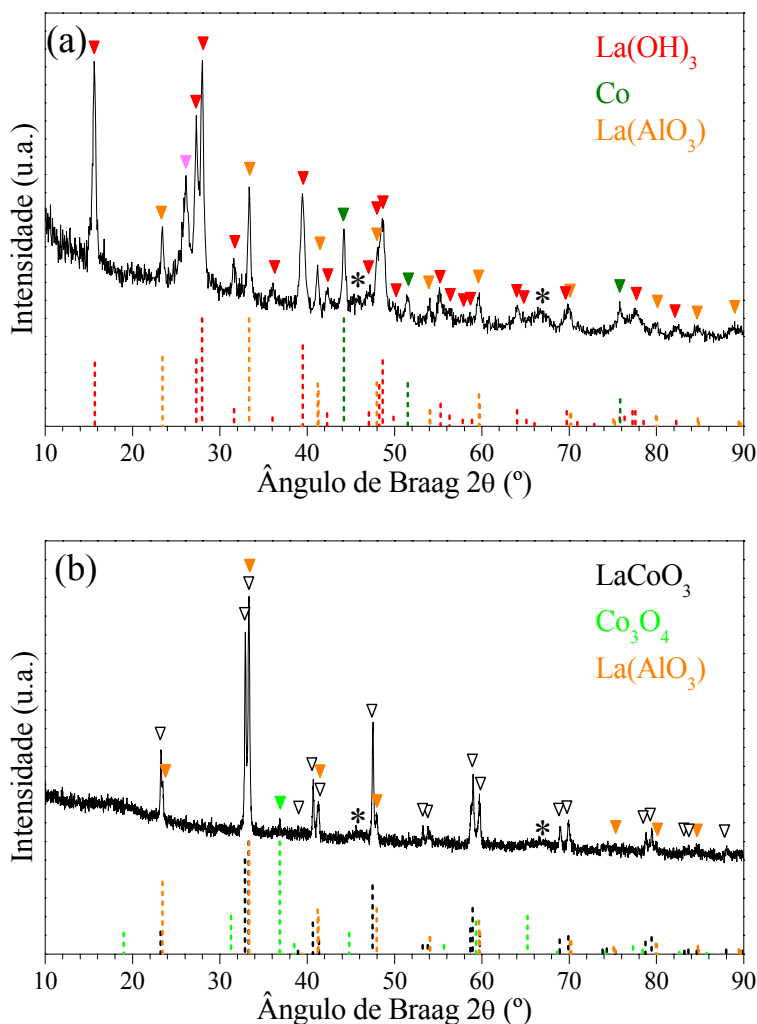 (a)
La(OH)₃
Co
La(AlO₃)
Intensidade (u.a.)
*
*
10 20 30 40 50 60 70 80 90
Ângulo de Braag 2θ (º)
(b)
LaCoO₃
Co₃O₄
La(AlO₃)
Intensidade (u.a.)
*
*
10 20 30 40 50 60 70 80 90
Ângulo de Braag 2θ (º)